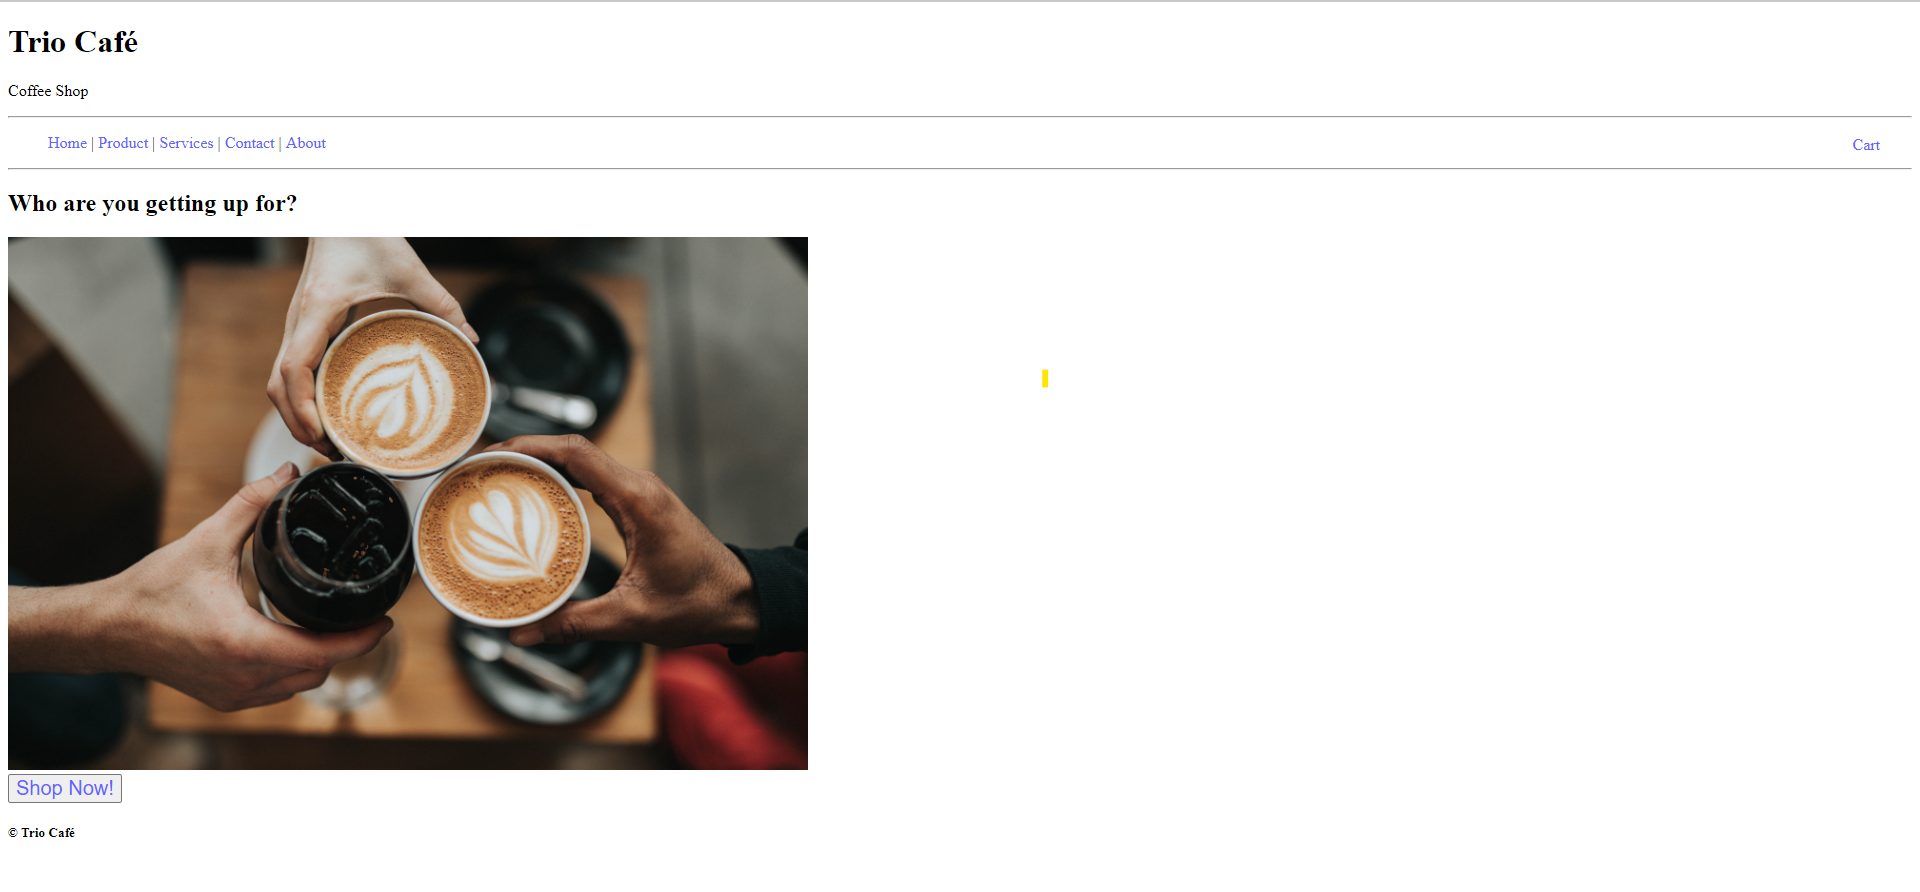 Trio Café
Coffee Shop
Home | Product | Services | Contact | About
Cart
Who are you getting up for?
Shop Now!
© Trio Café